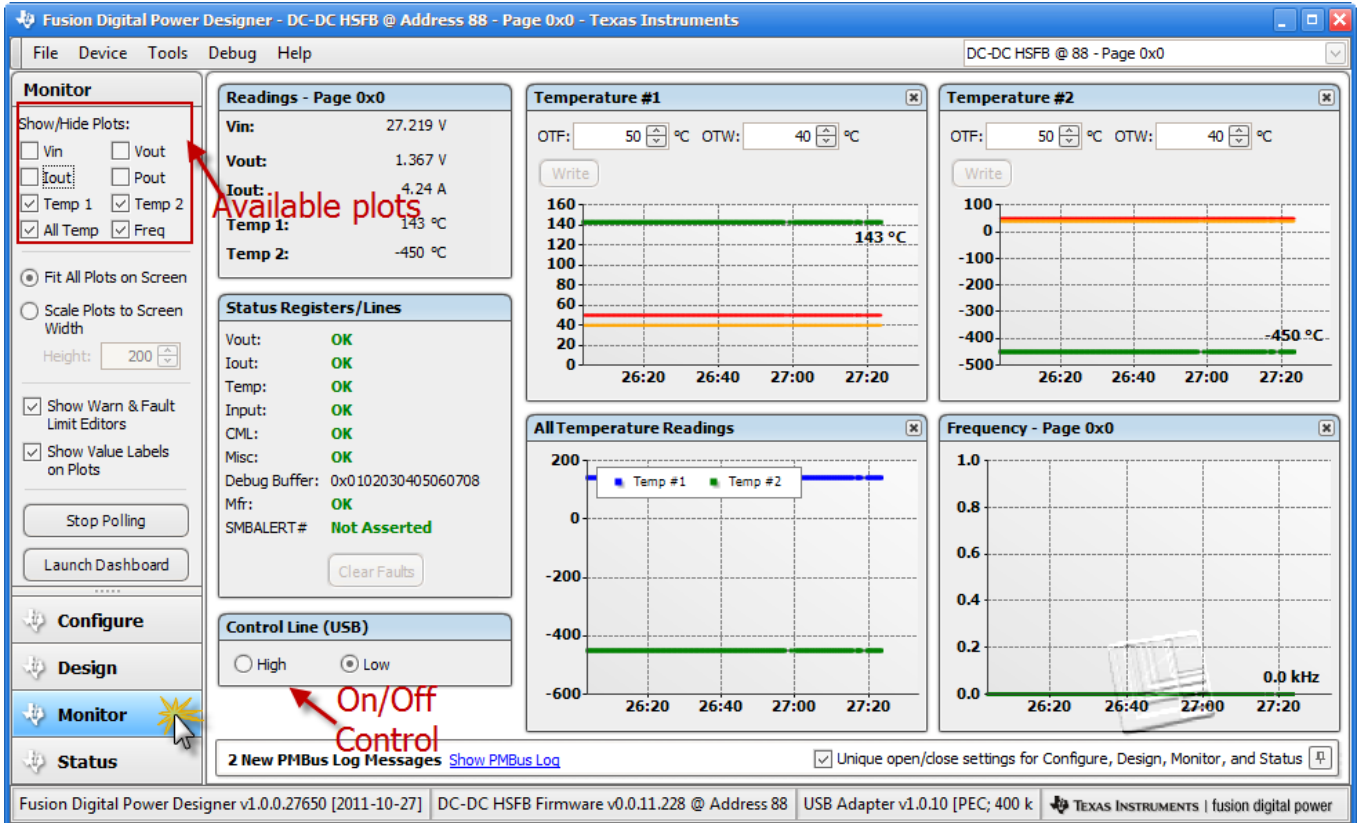 Fusion Digital Power Designer - DC-DC HSFB @ Address 88 - Page 0x0 - Texas Instruments
File Device Tools Debug Help
DC-DC HSFB @ 88 - Page 0x0
Monitor
Show/Hide Plots:
Vin Vout
Iout Pout
Temp 1 Temp 2
All Temp Freq
Available plots
Fit All Plots on Screen
Scale Plots to Screen
Width
Height: 200
Show Warn & Fault
Limit Editors
Show Value Labels
on Plots
Stop Polling
Launch Dashboard
Configure
Design
Monitor
Status
Readings - Page 0x0
Vin: 27.219 V
Vout: 1.367 V
Iout: 4.24 A
Temp 1: 143 ºC
Temp 2: -450 ºC
Status Registers/Lines
Vout: OK
Iout: OK
Temp: OK
Input: OK
CML: OK
Misc: OK
Debug Buffer: 0x0102030405060708
Mfr: OK
SMBALERT# Not Asserted
Clear Faults
Control Line (USB)
High Low
On/Off
Control
Temperature #1
OTF: 50 ºC OTW: 40 ºC
Write
160
140
143 ºC
120
100
80
60
40
20
0
26:20 26:40 27:00 27:20
Temperature #2
OTF: 50 ºC OTW: 40 ºC
Write
100
0
-100
-200
-300
-400
-450 ºC
-500
26:20 26:40 27:00 27:20
All Temperature Readings
200
Temp #1 Temp #2
0
-200
-400
-600
26:20 26:40 27:00 27:20
Frequency - Page 0x0
1.0
0.8
0.6
0.4
0.2
0.0 kHz
0.0
26:20 26:40 27:00 27:20
2 New PMBus Log Messages Show PMBus Log
Unique open/close settings for Configure, Design, Monitor, and Status
Fusion Digital Power Designer v1.0.0.27650 [2011-10-27] DC-DC HSFB Firmware v0.0.11.228 @ Address 88 USB Adapter v1.0.10 [PEC; 400 k TEXAS INSTRUMENTS | fusion digital power